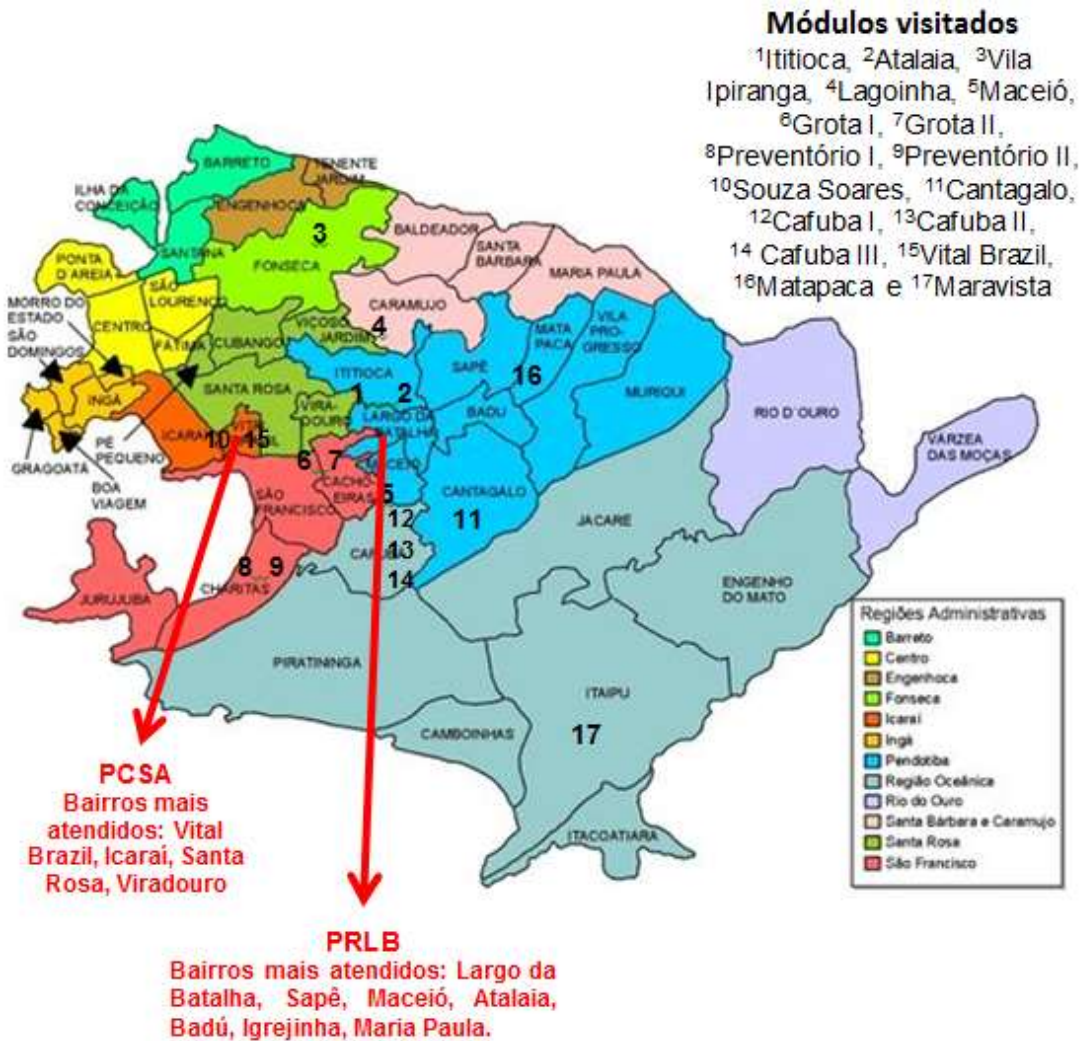 Módulos visitados
¹Ititioca, ²Atalaia, ³Vila
Ipiranga, ⁴Lagoinha, ⁵Maceió,
⁶Grota I, ⁷Grota II,
⁸Preventório I, ⁹Preventório II,
¹⁰Souza Soares, ¹¹Cantagalo,
¹²Cafuba I, ¹³Cafuba II,
¹⁴ Cafuba III, ¹⁵Vital Brazil,
¹⁶Matapaca e ¹⁷Maravista
BARRETO
TENENTE
JARDIM
ILHA DA
CONCEIÇÃO
ENGENHOCA
SANTANA
3
FONSECA
BALDEADOR
SANTA
BÁRBARA
MARIA PAULA
PONTA
D'AREIA
SÃO
LOURENÇO
MORRO DO
ESTADO
SÃO
DOMINGOS
CENTRO
FÁTIMA
CUBANGO
VIÇOSO
JARDIM
CARAMUJO
4
ITITIOCA
SAPÊ
MATA
PACA
VILA
PRO-
GRESSO
16
MURIQUI
INGÁ
SANTA ROSA
1
2
VIRA-
DOURO
LARGO DA
BATALHA
BADU
RIO D'OURO
VARZEA
DAS MOÇAS
ICARAÍ
10
15
GRAGOATÁ
PÉ
PEQUENO
BOA
VIAGEM
6
7
MACEIÓ
CACHO-
EIRAS
5
SÃO
FRANCISCO
CANTAGALO
11
12
13
14
JACARÉ
8
9
CHARITAS
JURUJUBA
ENGENHO
DO MATO
PIRATININGA
ITAIPU
17
CAMBOINHAS
ITACOATIARA
Regiões Administrativas
Barreto
Centro
Engenhoca
Fonseca
Icaraí
Ingá
Pendotiba
Região Oceânica
Rio do Ouro
Santa Bárbara e Caramujo
Santa Rosa
São Francisco
PCSA
Bairros mais
atendidos: Vital
Brazil, Icaraí, Santa
Rosa, Viradouro
PRLB
Bairros mais atendidos: Largo da
Batalha, Sapê, Maceió, Atalaia,
Badú, Igrejinha, Maria Paula.